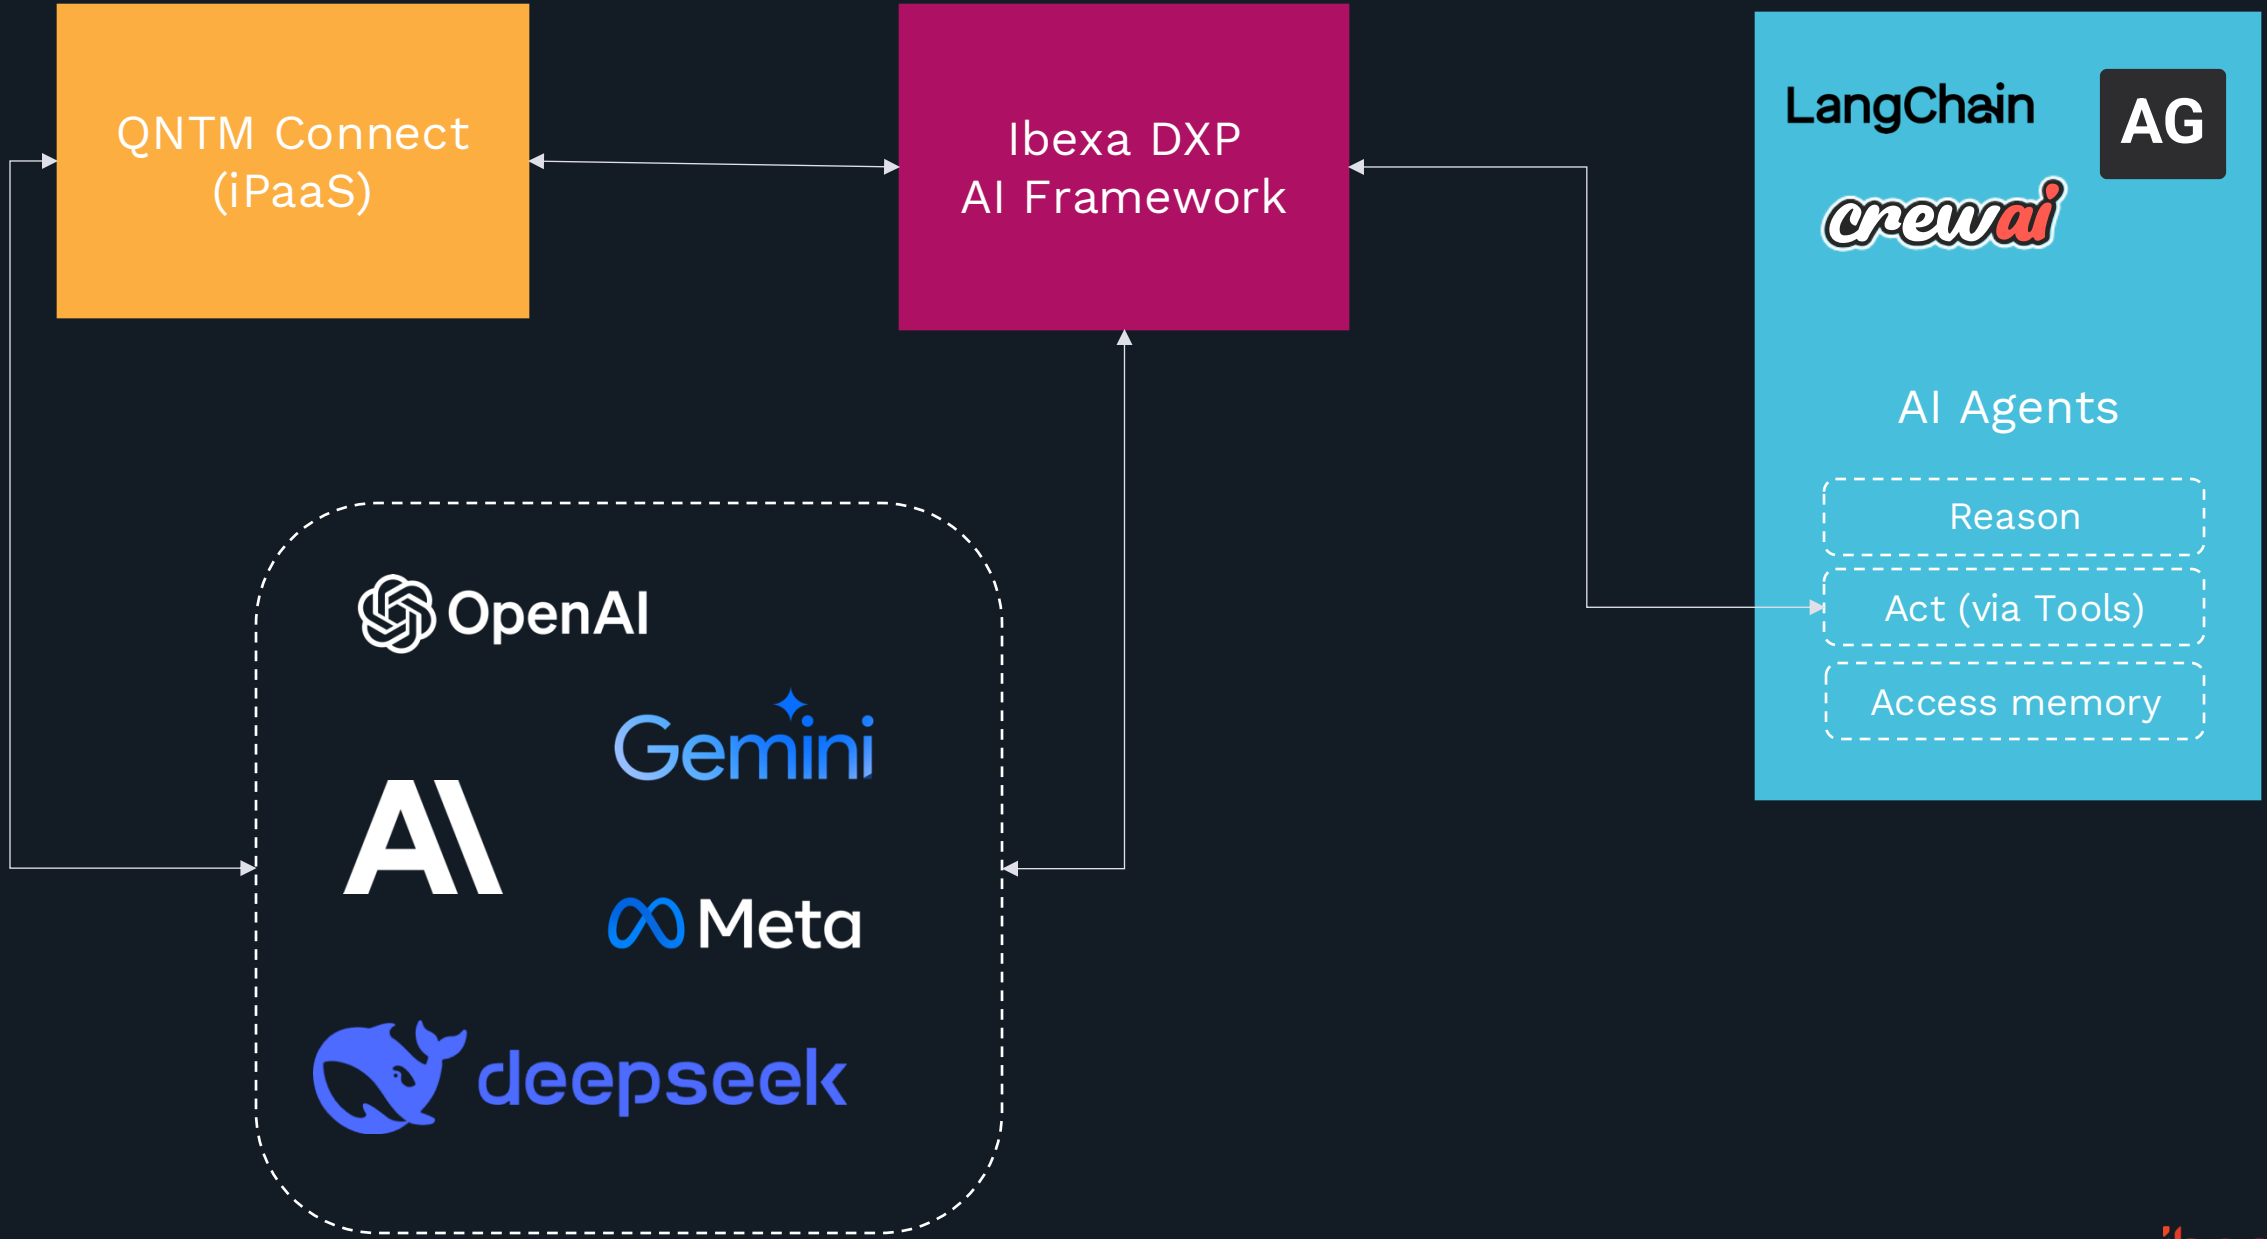 QNTM Connect
(iPaaS)
Ibexa DXP
AI Framework
LangChain
AG
crewai
AI Agents
Reason
Act (via Tools)
Access memory
OpenAI
Gemini
A\
Meta
deepseek